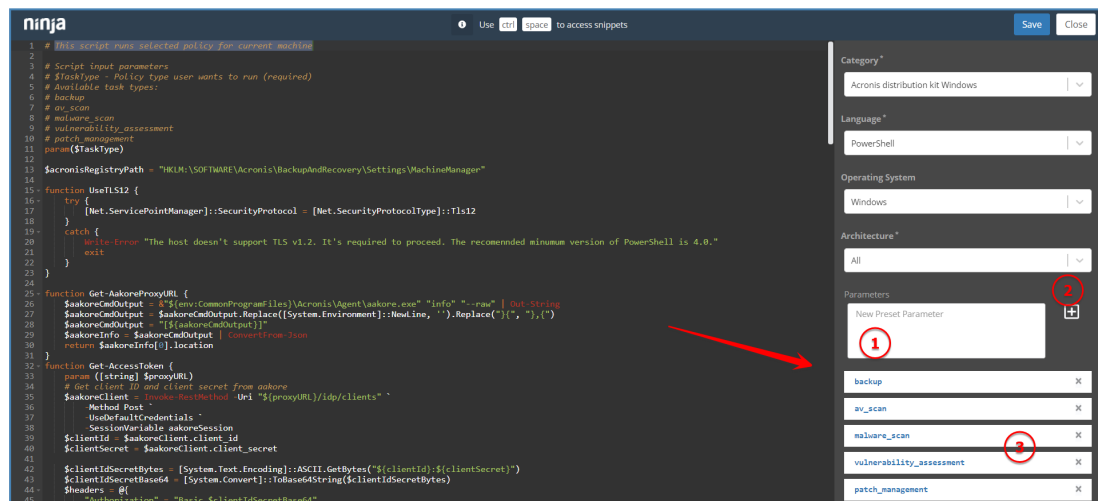 ninja
Use ctrl space to access snippets
Save Close
1 # This script runs selected policy for current machine
2
3 # Script input parameters
4 # $TaskType - Policy type user wants to run (required)
5 # Available task types:
6 # backup
7 # av_scan
8 # malware_scan
9 # vulnerability_assessment
10 # patch_management
11 param($TaskType)
12
13 $acronisRegistryPath = "HKLM:\SOFTWARE\Acronis\BackupAndRecovery\Settings\MachineManager"
14
15 function UseTLS12 {
16 try {
17 [Net.ServicePointManager]::SecurityProtocol = [Net.SecurityProtocolType]::Tls12
18 }
19 catch {
20 Write-Error "The host doesn't support TLS v1.2. It's required to proceed. The recomennded minumum version of PowerShell is 4.0."
21 exit
22 }
23 }
24
25 function Get-AakoreProxyURL {
26 $aakoreCmdOutput = &"${env:CommonProgramFiles}\Acronis\Agent\aakore.exe" "info" "--raw" | Out-String
27 $aakoreCmdOutput = $aakoreCmdOutput.Replace([System.Environment]::NewLine, '').Replace("}{", "},{")
28 $aakoreCmdOutput = "[${aakoreCmdOutput}]"
29 $aakoreInfo = $aakoreCmdOutput | ConvertFrom-Json
30 return $aakoreInfo[0].location
31 }
32 function Get-AccessToken {
33 param ([string] $proxyURL)
34 # Get client ID and client secret from aakore
35 $aakoreClient = Invoke-RestMethod -Uri "${proxyURL}/idp/clients" `
36 -Method Post `
37 -UseDefaultCredentials `
38 -SessionVariable aakoreSession
39 $clientId = $aakoreClient.client_id
40 $clientSecret = $aakoreClient.client_secret
41
42 $clientIdSecretBytes = [System.Text.Encoding]::ASCII.GetBytes("${clientId}:${clientSecret}")
43 $clientIdSecretBase64 = [System.Convert]::ToBase64String($clientIdSecretBytes)
44 $headers = @{
45 "Authorization" = "Basic $clientIdSecretBase64"
Category *
Acronis distribution kit Windows
Language *
PowerShell
Operating System
Windows
Architecture *
All
Parameters
2
New Preset Parameter
1
backup
av_scan
malware_scan
3
vulnerability_assessment
patch_management